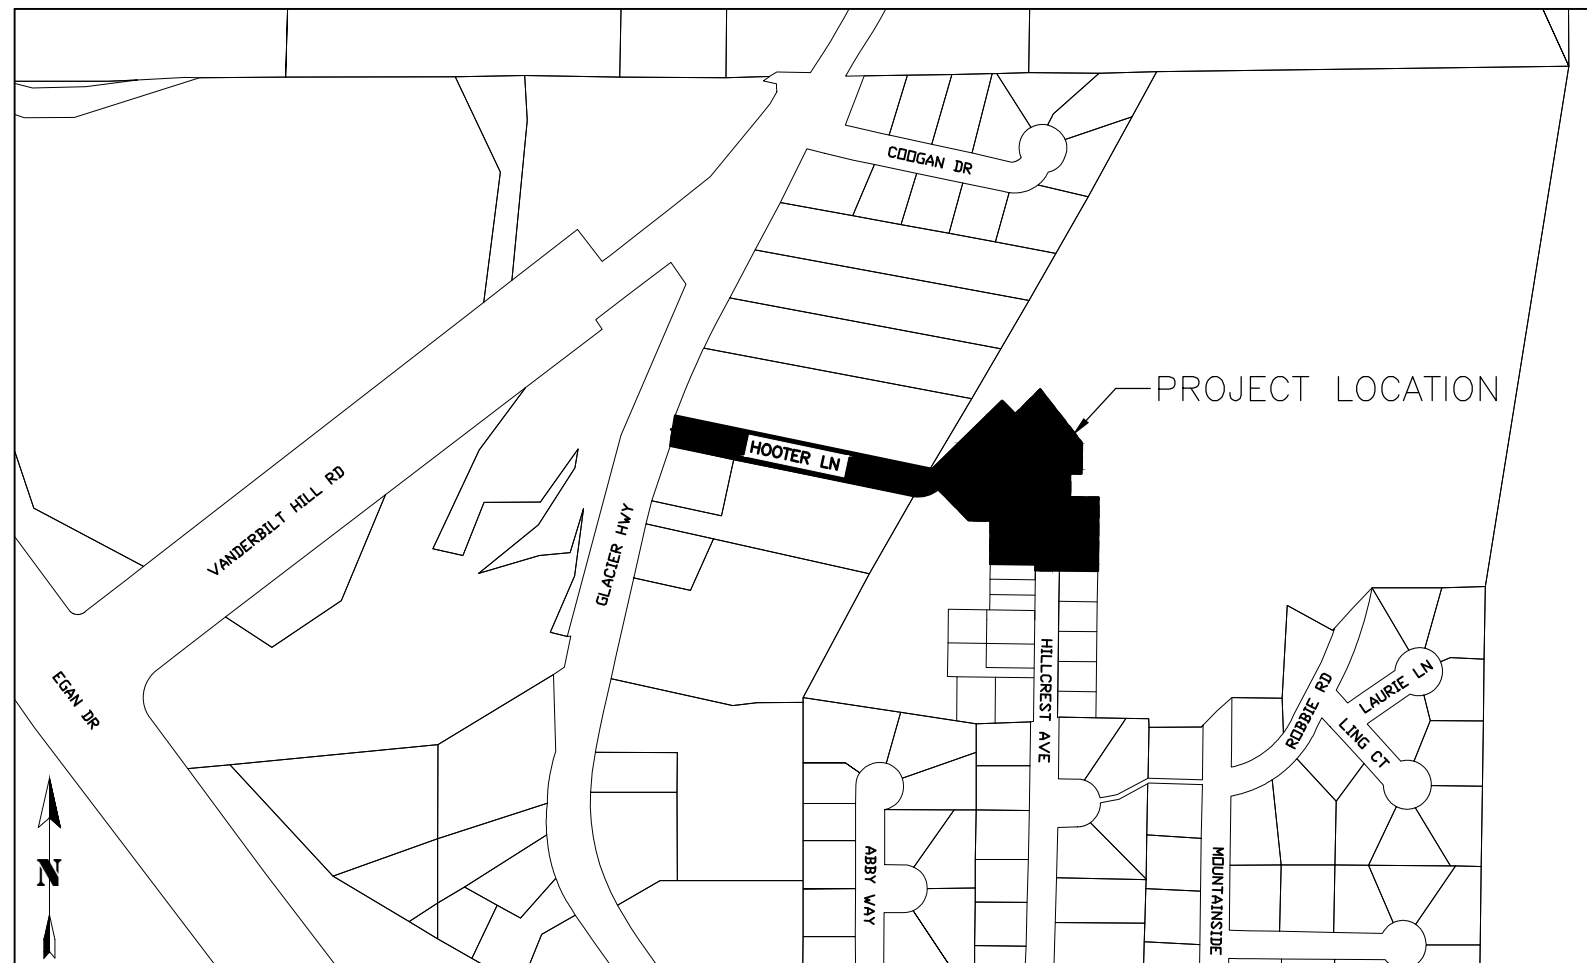 COOGAN DR
PROJECT LOCATION
HOOTER LN
VANDERBILT HILL RD
GLACIER HWY
EGAN DR
HILLCREST AVE
ROBBIE RD
LAURIE LN
LING CT
ABBY WAY
MOUNTAINSIDE
N